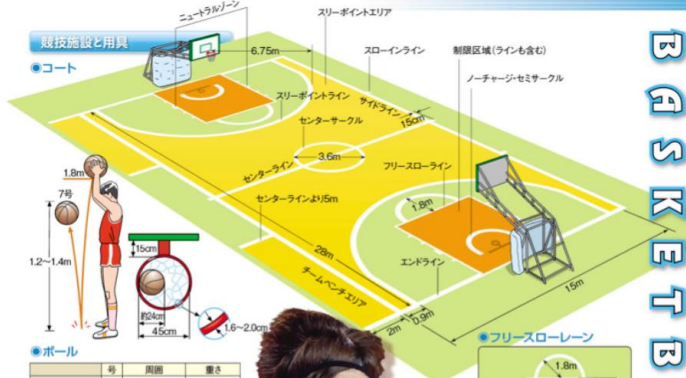 競技施設と用具
●コート
ニュートラルゾーン
スリーポイントエリア
6.75m
スローインライン
制限区域(ラインも含む)
ノーチャージ・セミサークル
スリーポイントライン
サイドライン
15cm
センターサークル
3.6m
センターライン
フリースローライン
センターラインより5m
1.8m
28m
エンドライン
チームベンチエリア
15m
2m
0.9m
1.8m
7号
1.2〜1.4m
15cm
約24cm
45cm
1.6〜2.0cm
●ボール
号 周囲 重さ
●フリースローレーン
1.8m
BASKETB